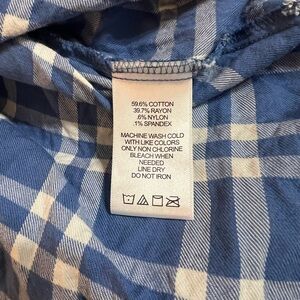 59.6% COTTON
39.7% RAYON
.6% NYLON
.1% SPANDEX
MACHINE WASH COLD
WITH LIKE COLORS
ONLY NON CHLORINE
BLEACH WHEN
NEEDED
LINE DRY
DO NOT IRON